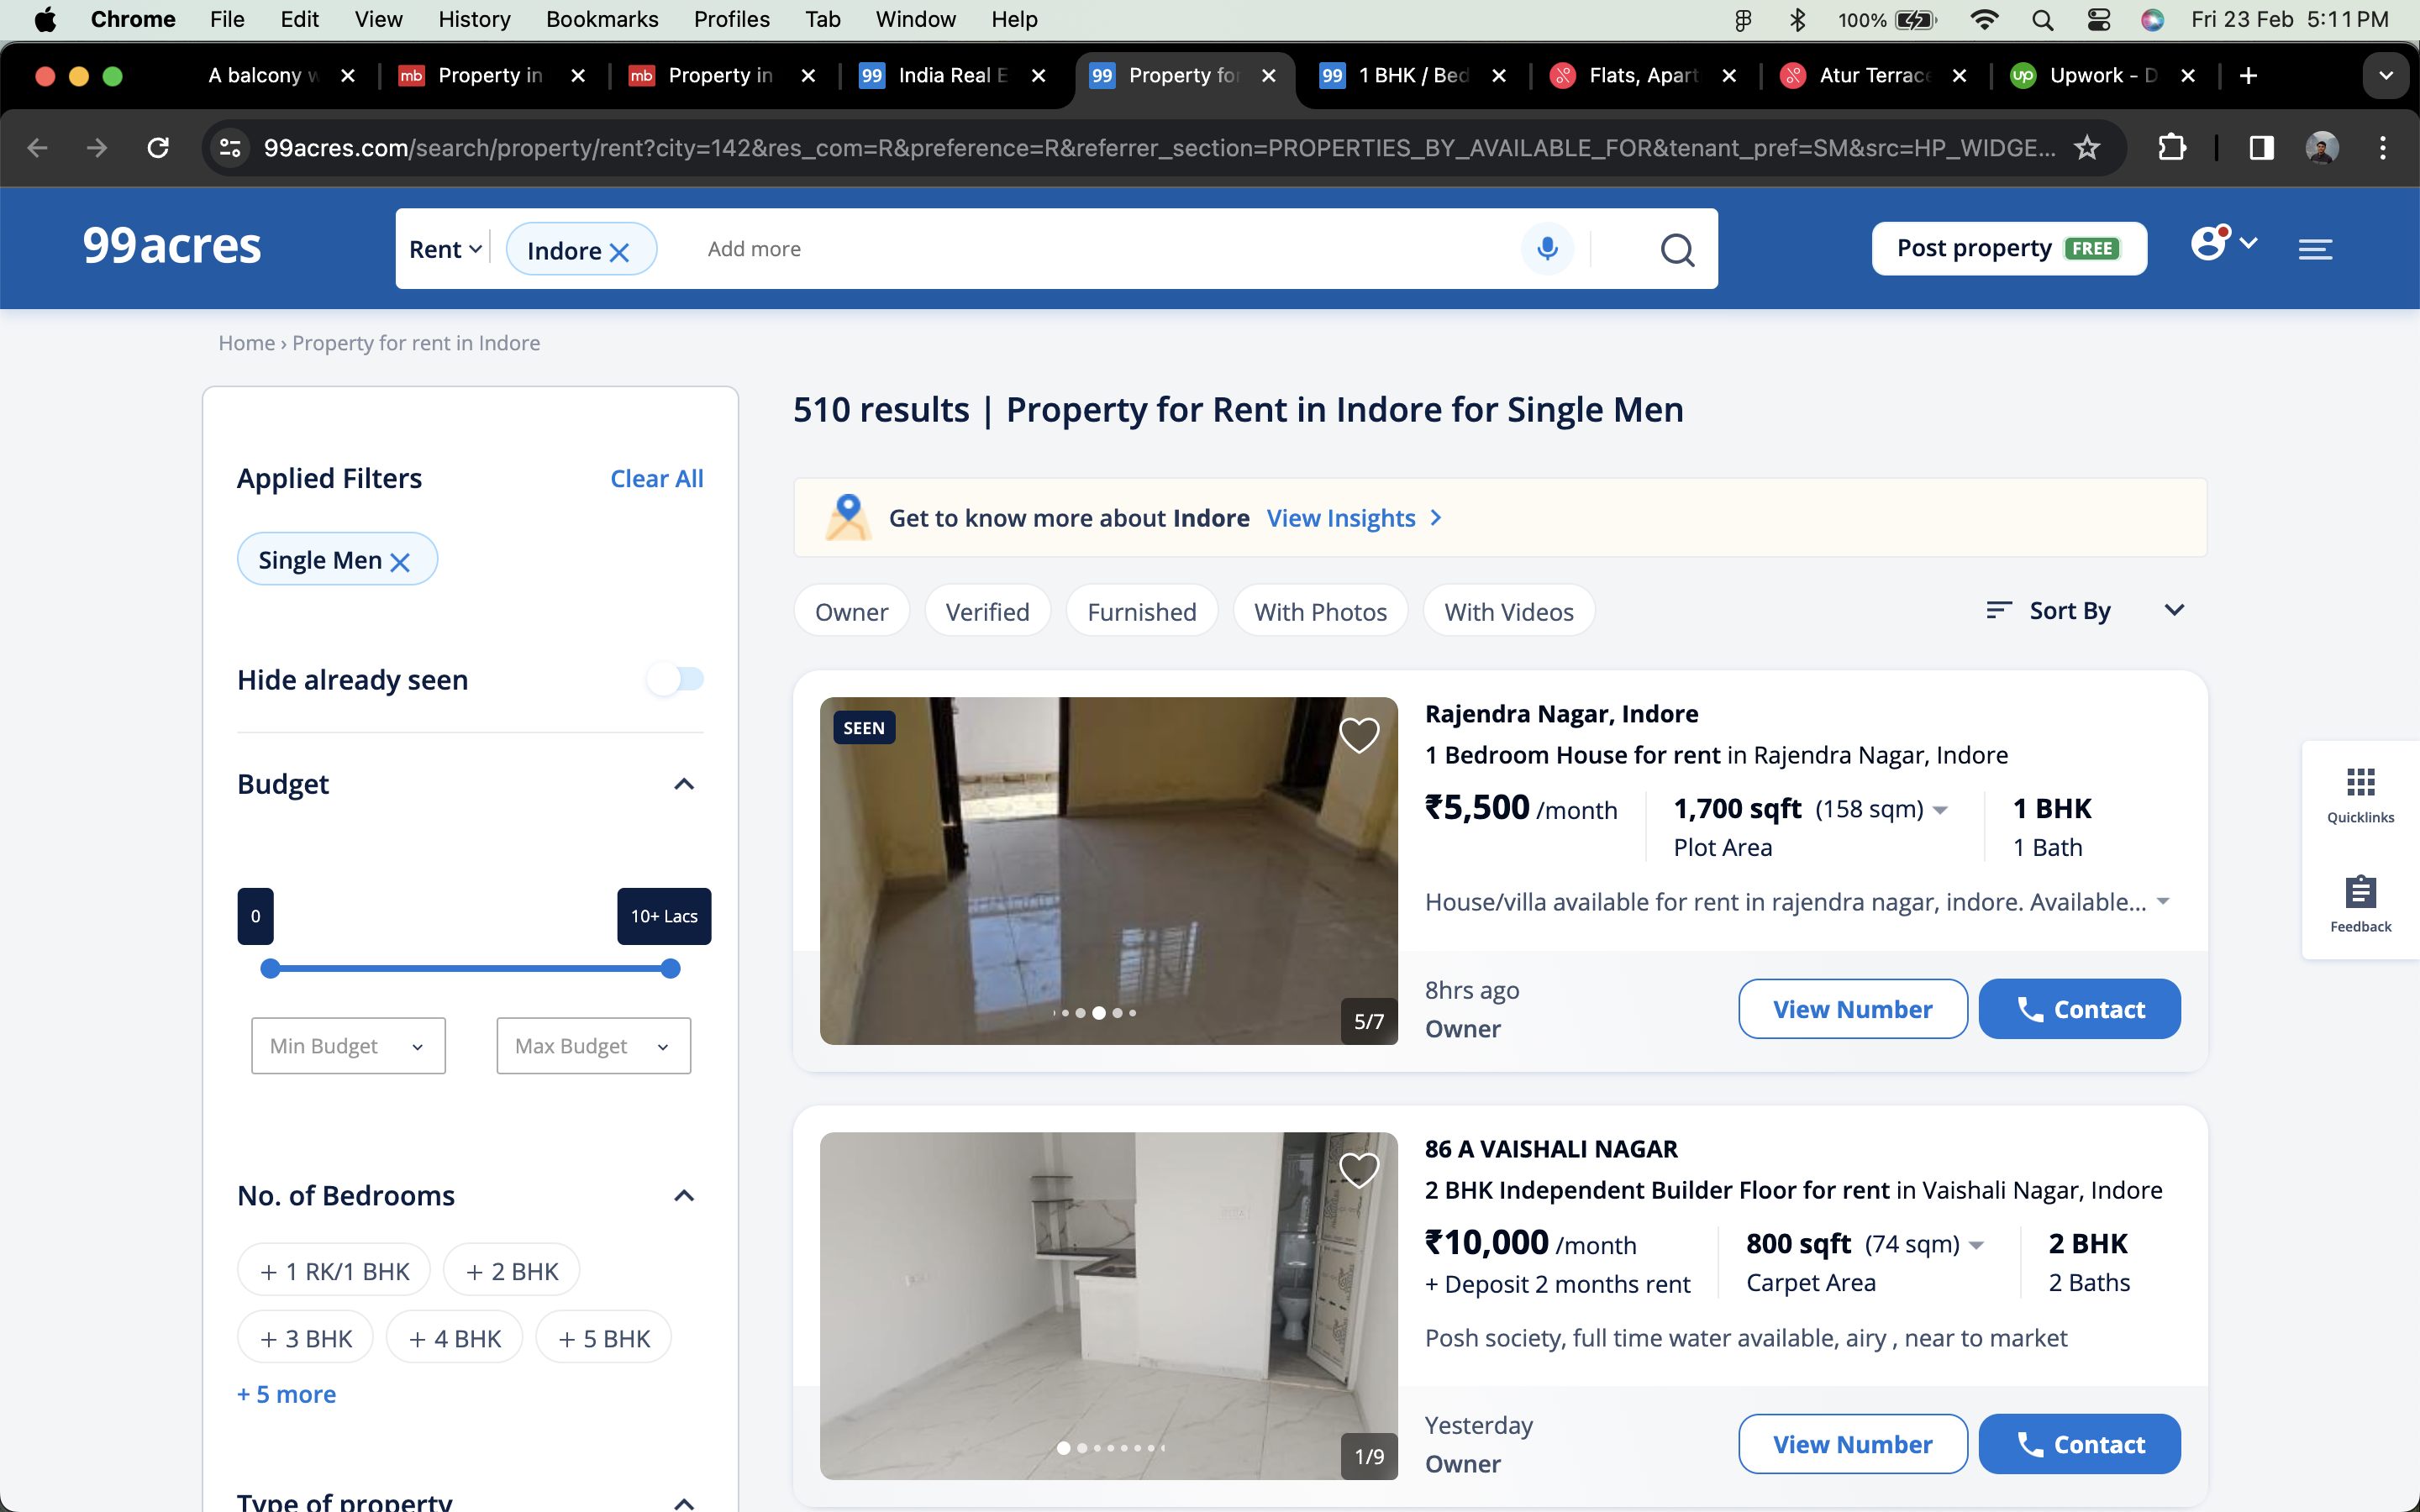 Chrome File Edit View History Bookmarks Profiles Tab Window Help 100% Fri 23 Feb 5:11 PM
A balcony w mb Property in mb Property in 99 India Real E 99 Property for 99 1 BHK / Bed Flats, Apart Atur Terrace up Upwork - D
99acres.com/search/property/rent?city=142&res_com=R&preference=R&referrer_section=PROPERTIES_BY_AVAILABLE_FOR&tenant_pref=SM&src=HP_WIDGE...
99acres Rent Indore Add more Post property FREE
Home › Property for rent in Indore
510 results | Property for Rent in Indore for Single Men
Applied Filters Clear All
Single Men
Hide already seen
Budget
0 10+ Lacs
Min Budget Max Budget
No. of Bedrooms
+ 1 RK/1 BHK + 2 BHK
+ 3 BHK + 4 BHK + 5 BHK
+ 5 more
Type of property
Get to know more about Indore View Insights
Owner Verified Furnished With Photos With Videos Sort By
SEEN
5/7
Rajendra Nagar, Indore
1 Bedroom House for rent in Rajendra Nagar, Indore
₹5,500 /month 1,700 sqft (158 sqm) 1 BHK
Plot Area 1 Bath
House/villa available for rent in rajendra nagar, indore. Available...
8hrs ago
Owner
View Number Contact
1/9
86 A VAISHALI NAGAR
2 BHK Independent Builder Floor for rent in Vaishali Nagar, Indore
₹10,000 /month 800 sqft (74 sqm) 2 BHK
+ Deposit 2 months rent Carpet Area 2 Baths
Posh society, full time water available, airy , near to market
Yesterday
Owner
View Number Contact
Quicklinks
Feedback